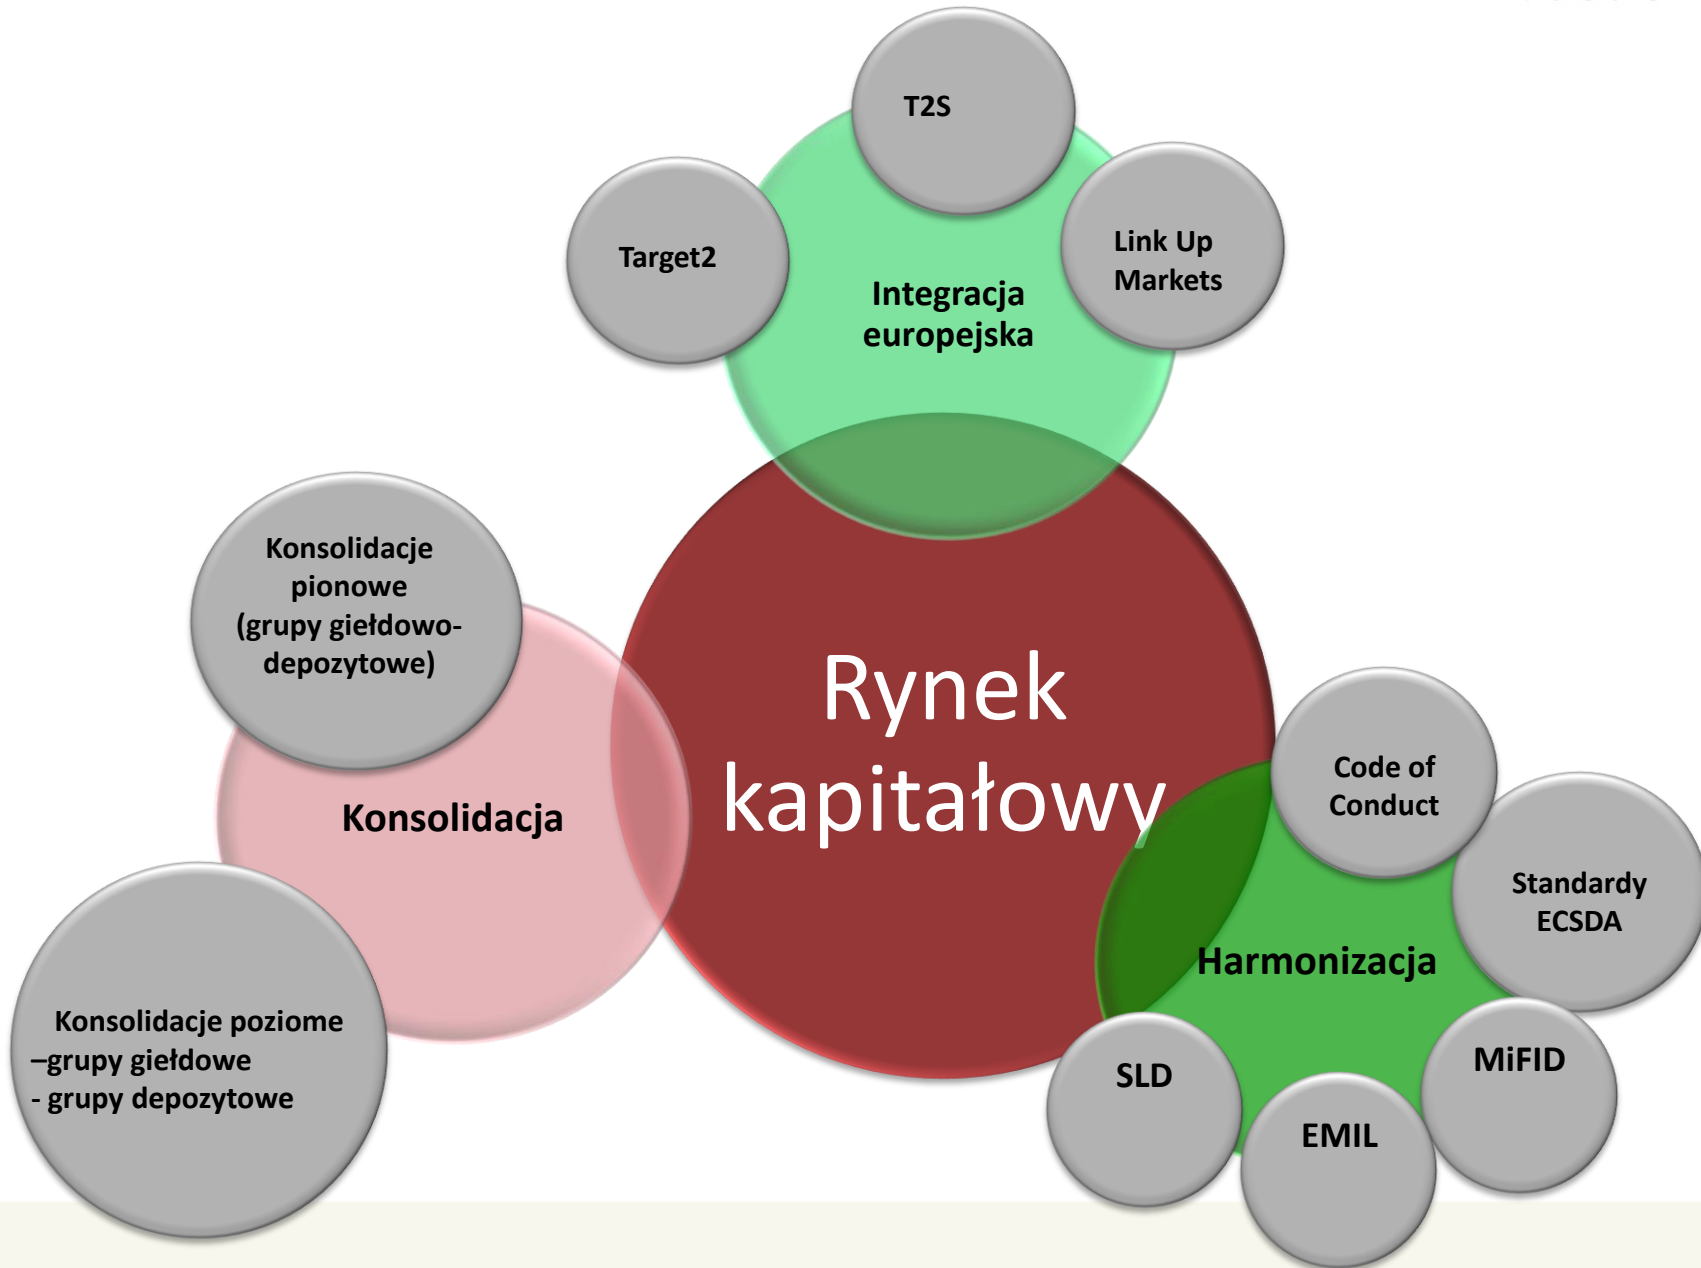 T2S
Target2
Link Up
Markets
Integracja
europejska
Konsolidacje
pionowe
(grupy giełdowo-
depozytowe)
Rynek
kapitałowy
Konsolidacja
Code of
Conduct
Standardy
ECSDA
Harmonizacja
Konsolidacje poziome
–grupy giełdowe
- grupy depozytowe
SLD
EMIL
MiFID